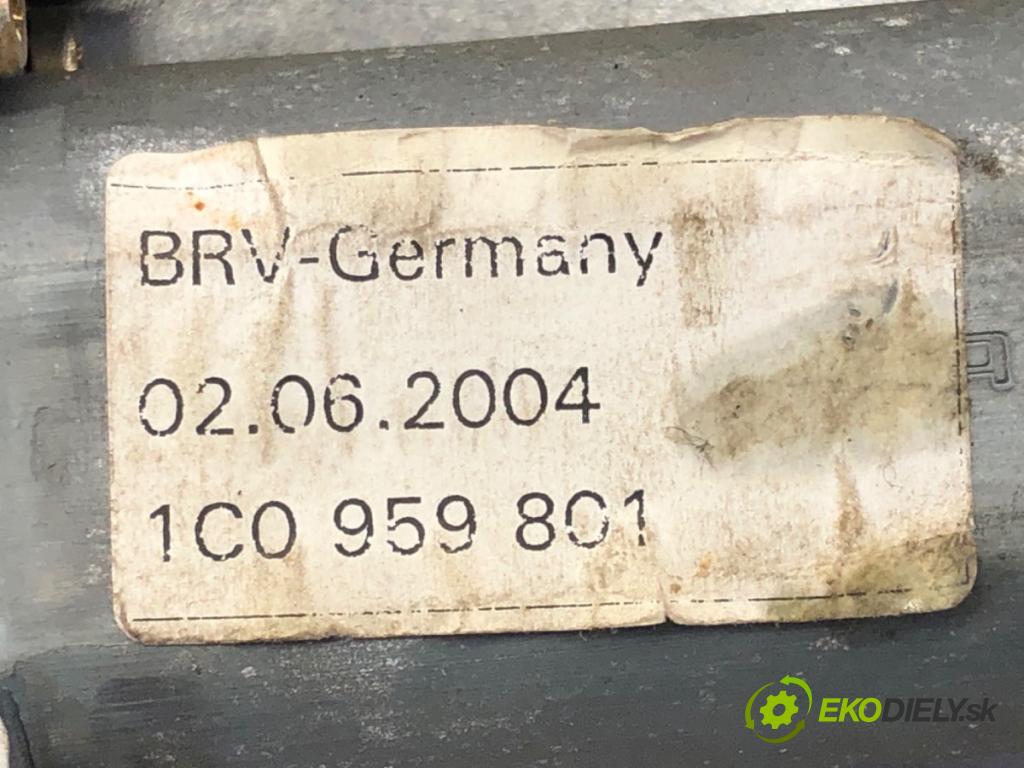 BRV-Germany
02.06.2004
1C0 959 801
EKODIELY.sk